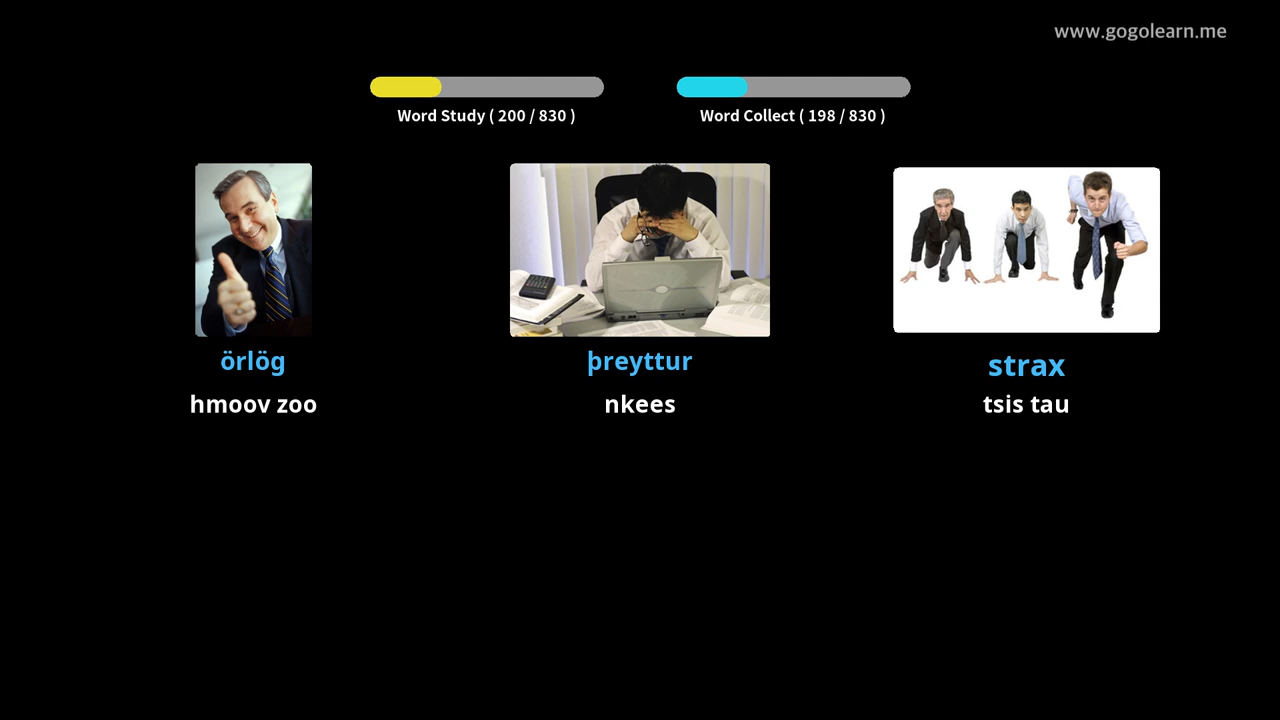 www.gogolearn.me
Word Study ( 200 / 830 )
Word Collect ( 198 / 830 )
örlög
þreyttur
strax
hmoov zoo
nkees
tsis tau